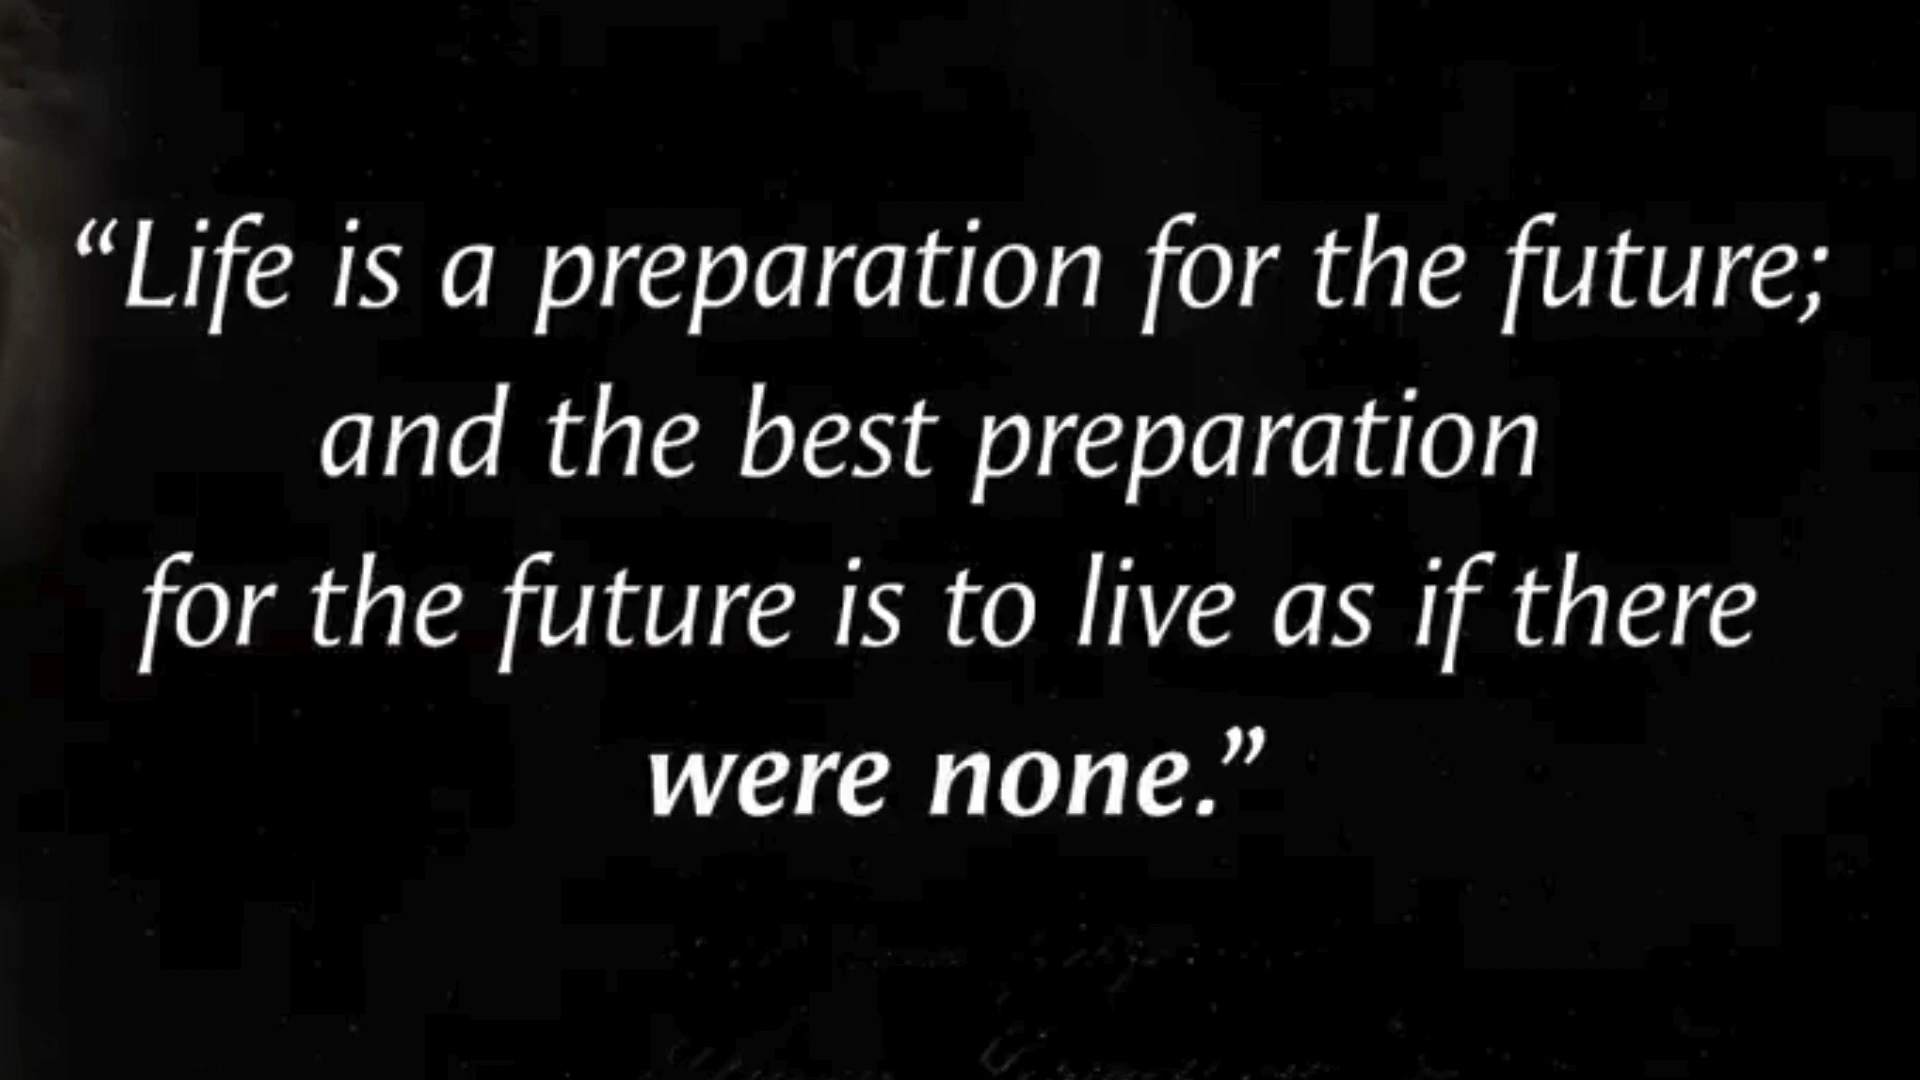 “Life is a preparation for the future;
and the best preparation
for the future is to live as if there
were none.”